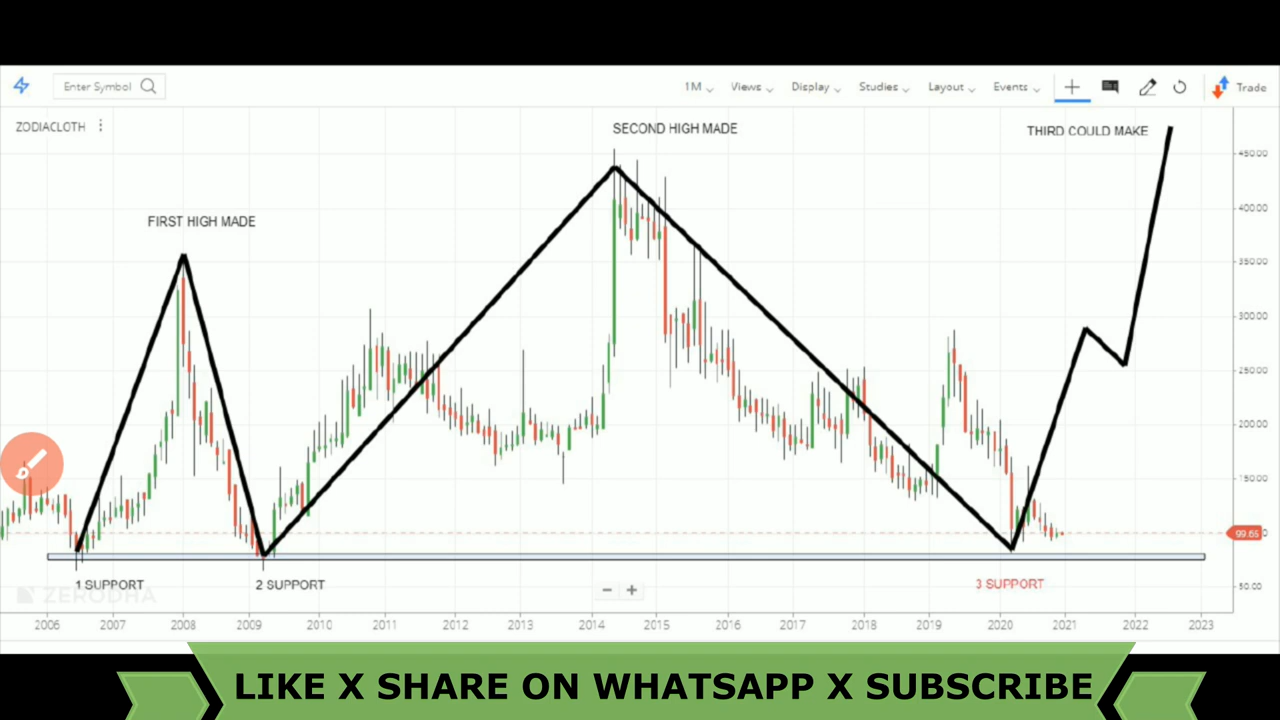 Enter Symbol
1M
Views
Display
Studies
Layout
Events
Trade
ZODIACLOTH
SECOND HIGH MADE
THIRD COULD MAKE
FIRST HIGH MADE
450.00
400.00
350.00
300.00
250.00
200.00
150.00
99.65
50.00
1 SUPPORT
2 SUPPORT
3 SUPPORT
ZERODHA
2006 2007 2008 2009 2010 2011 2012 2013 2014 2015 2016 2017 2018 2019 2020 2021 2022 2023
LIKE X SHARE ON WHATSAPP X SUBSCRIBE